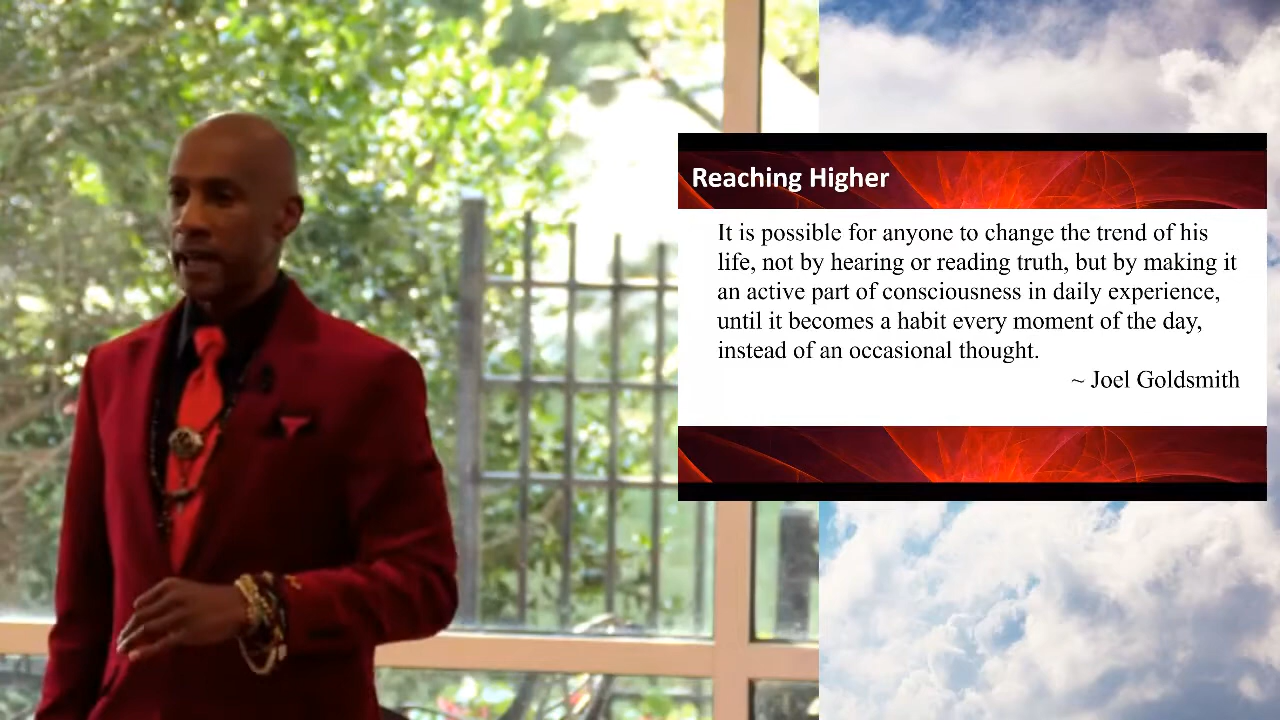 Reaching Higher
It is possible for anyone to change the trend of his
life, not by hearing or reading truth, but by making it
an active part of consciousness in daily experience,
until it becomes a habit every moment of the day,
instead of an occasional thought.
~ Joel Goldsmith